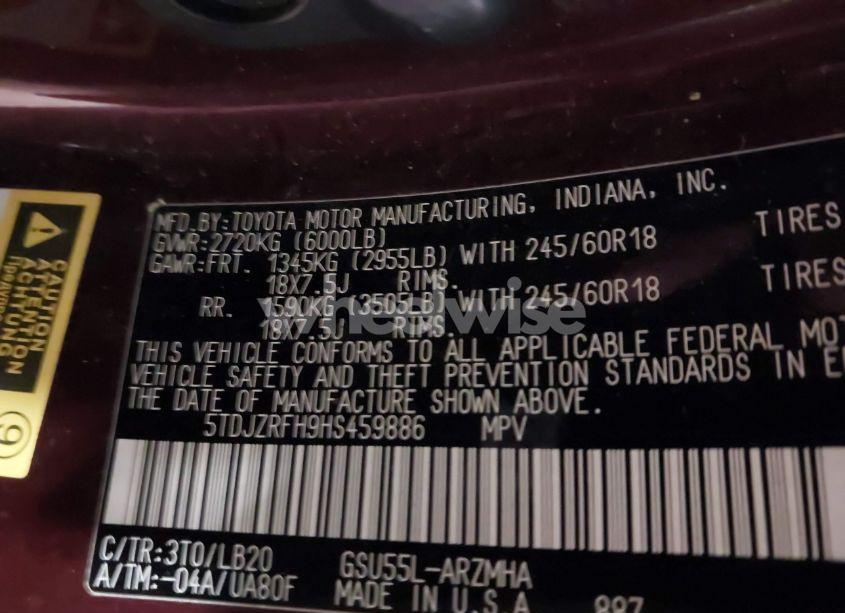 MFD.BY:TOYOTA MOTOR MANUFACTURING, INDIANA, INC.
GVWR:2720KG (6000LB)
GAWR:FRT. 1345KG (2955LB) WITH 245/60R18 TIRES
18X7.5J RIMS.
RR. 1590KG (3505LB) WITH 245/60R18 TIRES
18X7.5J RIMS.
THIS VEHICLE CONFORMS TO ALL APPLICABLE FEDERAL MOT
VEHICLE SAFETY AND THEFT PREVENTION STANDARDS IN E
THE DATE OF MANUFACTURE SHOWN ABOVE.
5TDJZRFH9HS459886 MPV
C/TR:3T0/LB20 GSU55L-ARZMHA
A/TM:-04A/UA80F MADE IN U.S.A 887
CAUTION
ATTENTION
ACHTUNG
wheelwise